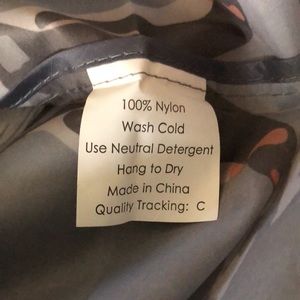 100% Nylon
Wash Cold
Use Neutral Detergent
Hang to Dry
Made in China
Quality Tracking: C